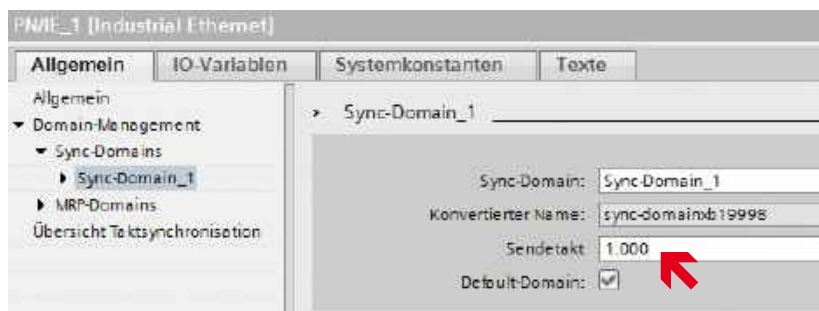 PN/IE_1 [Industrial Ethernet]
Allgemein IO-Variablen Systemkonstanten Texte
Allgemein
Domain-Management
Sync-Domains
Sync-Domain_1
MRP-Domains
Übersicht Taktsynchronisation
Sync-Domain_1
Sync-Domain: Sync-Domain_1
Konvertierter Name: sync-domainxb19998
Sendetakt 1.000
Default-Domain: